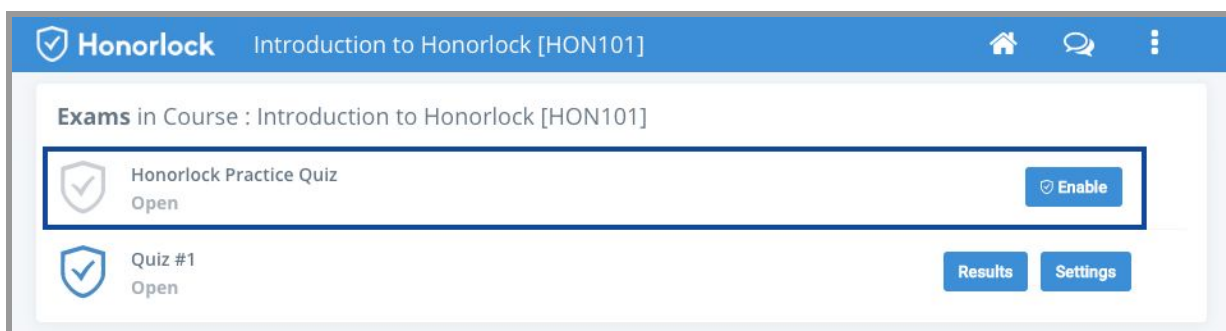 Honorlock Introduction to Honorlock [HON101]
Exams in Course : Introduction to Honorlock [HON101]
Honorlock Practice Quiz
Open
Enable
Quiz #1
Open
Results Settings